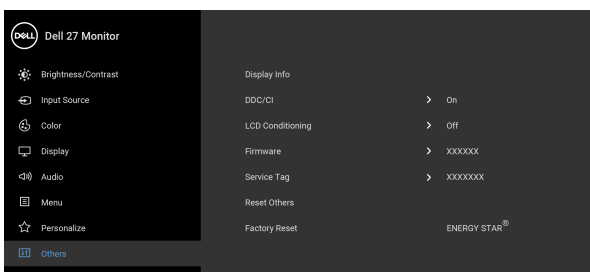 DELL Dell 27 Monitor
Brightness/Contrast Display Info
Input Source DDC/CI > On
Color LCD Conditioning > Off
Display Firmware > XXXXXX
Audio Service Tag > XXXXXXX
Menu Reset Others
Personalize Factory Reset ENERGY STAR®
Others